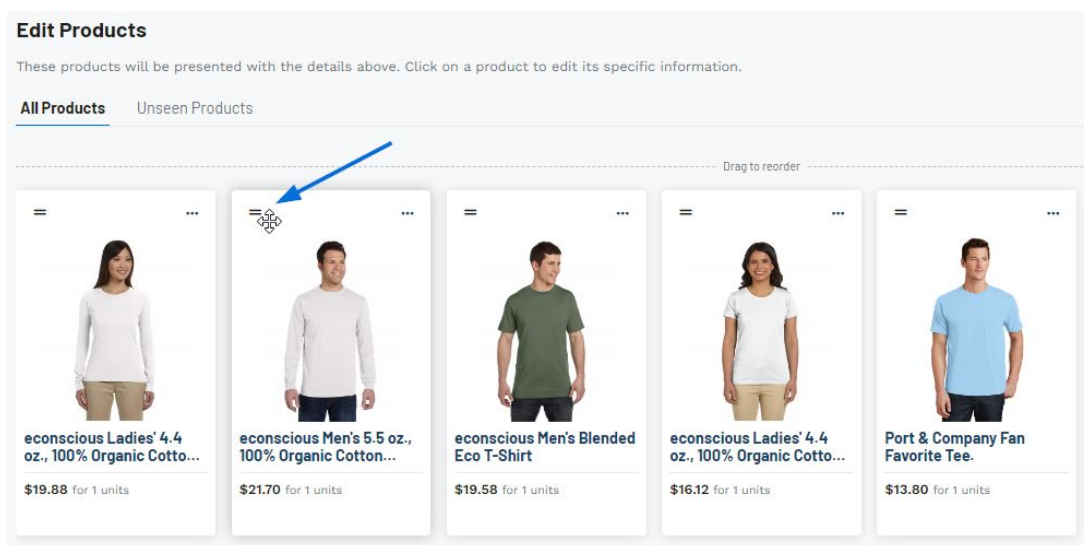 Edit Products
These products will be presented with the details above. Click on a product to edit its specific information.
All Products Unseen Products
Drag to reorder
econscious Ladies' 4.4
oz., 100% Organic Cotto...
$19.88 for 1 units
econscious Men's 5.5 oz.,
100% Organic Cotton...
$21.70 for 1 units
econscious Men's Blended
Eco T-Shirt
$19.58 for 1 units
econscious Ladies' 4.4
oz., 100% Organic Cotto...
$16.12 for 1 units
Port & Company Fan
Favorite Tee.
$13.80 for 1 units